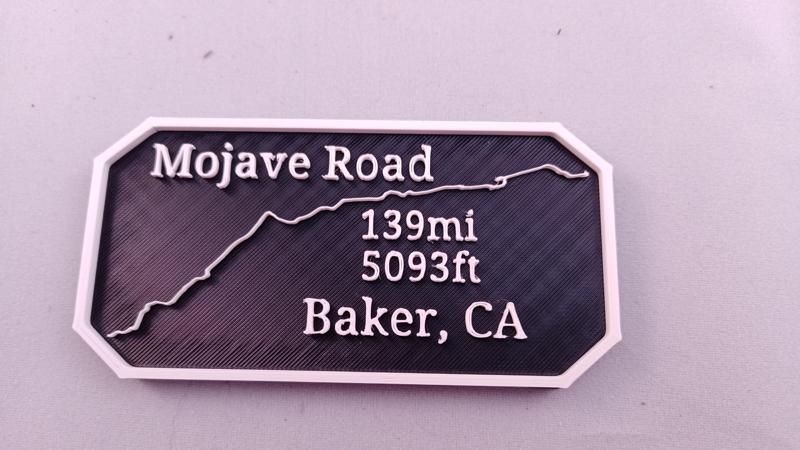 Mojave Road
139mi
5093ft
Baker, CA